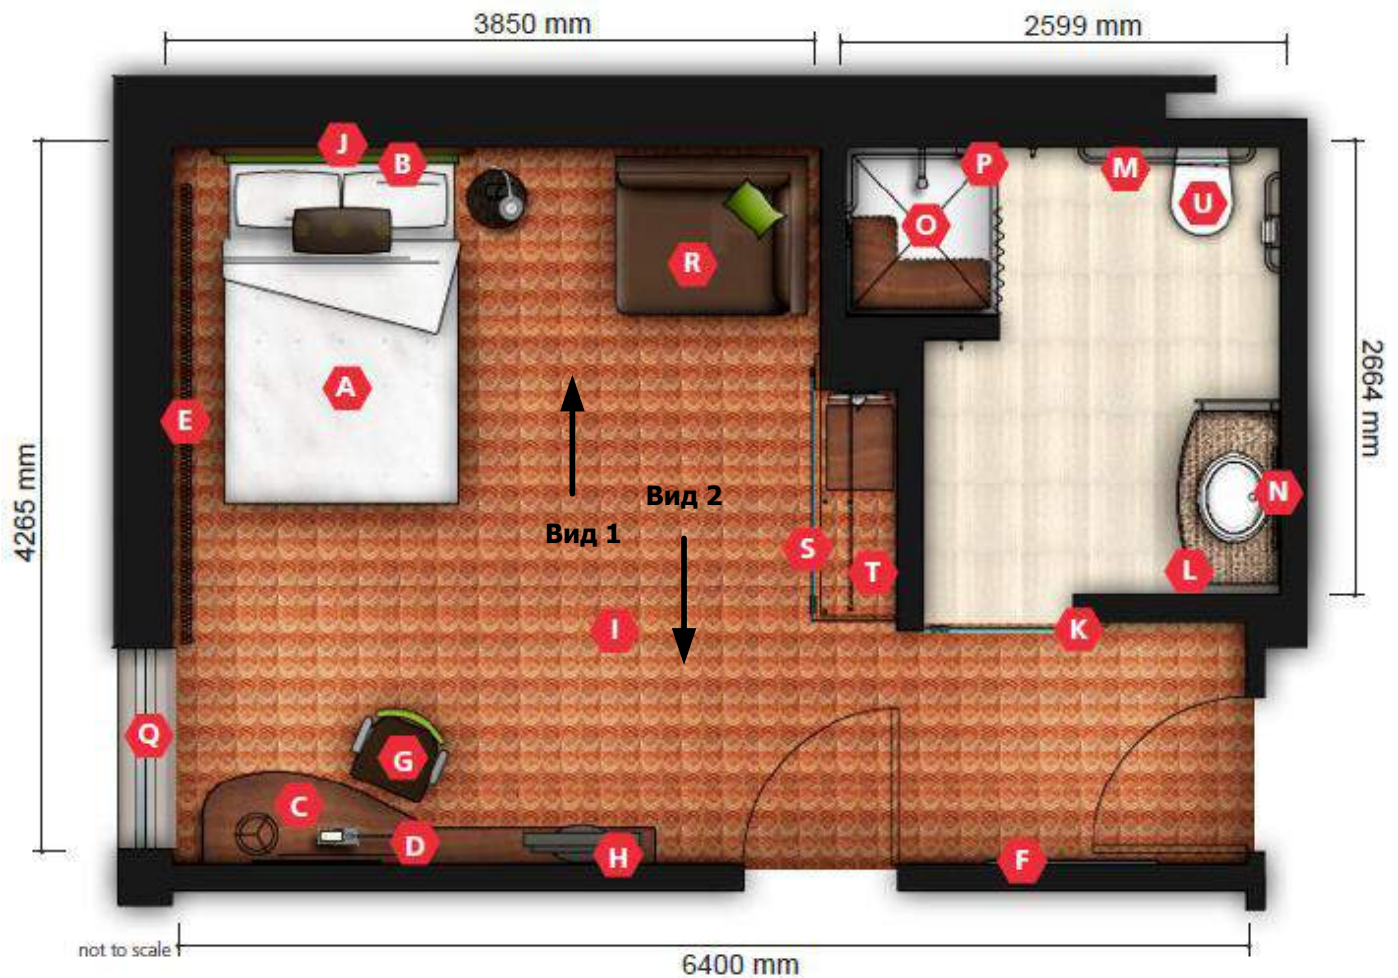 3850 mm
2599 mm
J
B
P
M
U
O
R
A
E
2664 mm
4265 mm
Вид 2
Вид 1
N
S
T
L
I
K
Q
G
C
D
H
F
not to scale
6400 mm